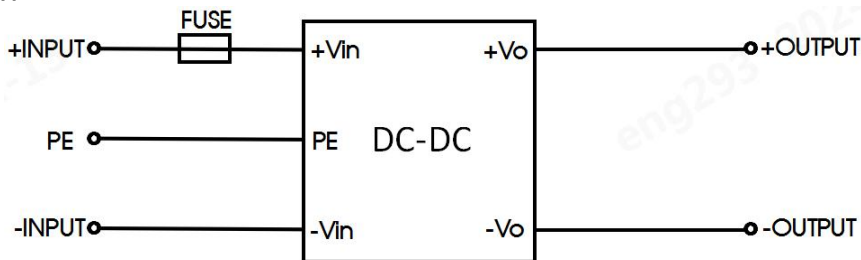 FUSE
+INPUT +Vin +Vo +OUTPUT
PE PE DC-DC
-INPUT -Vin -Vo -OUTPUT